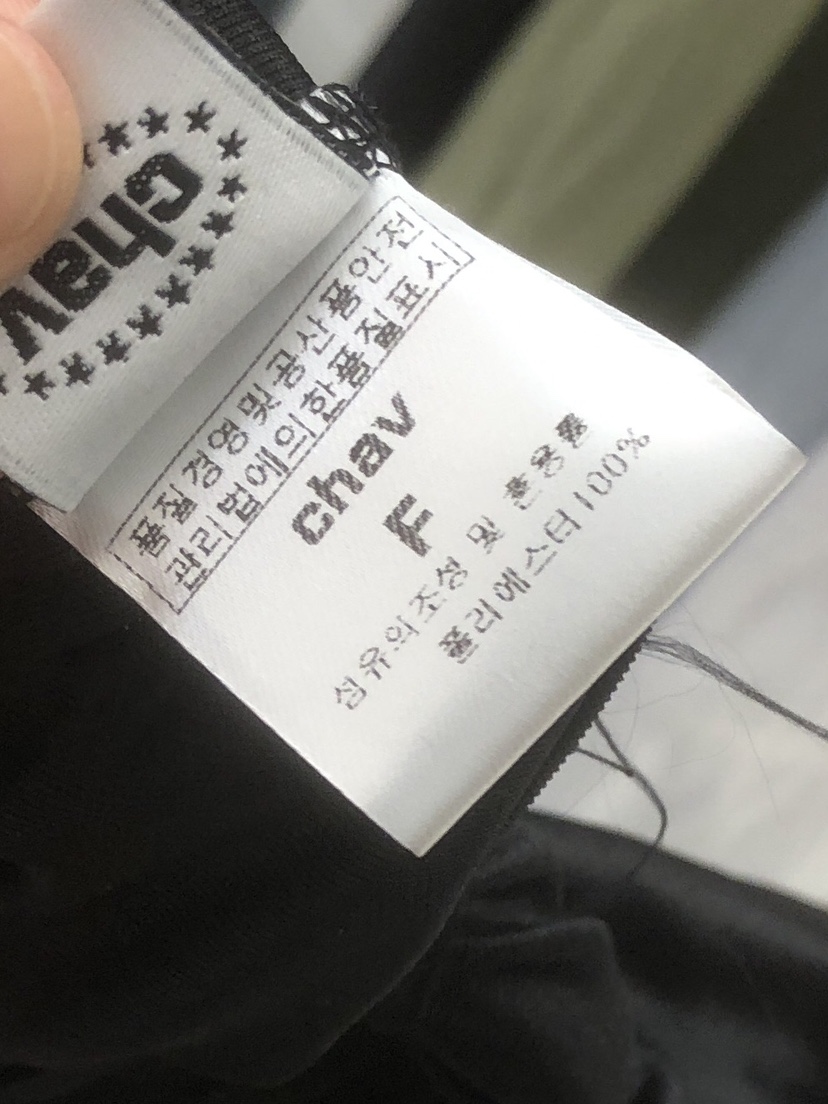 chav
품질경영및공산품안전
관리법에의한품질표시
chav
F
섬유의조성 및 혼용률
폴리에스터100%